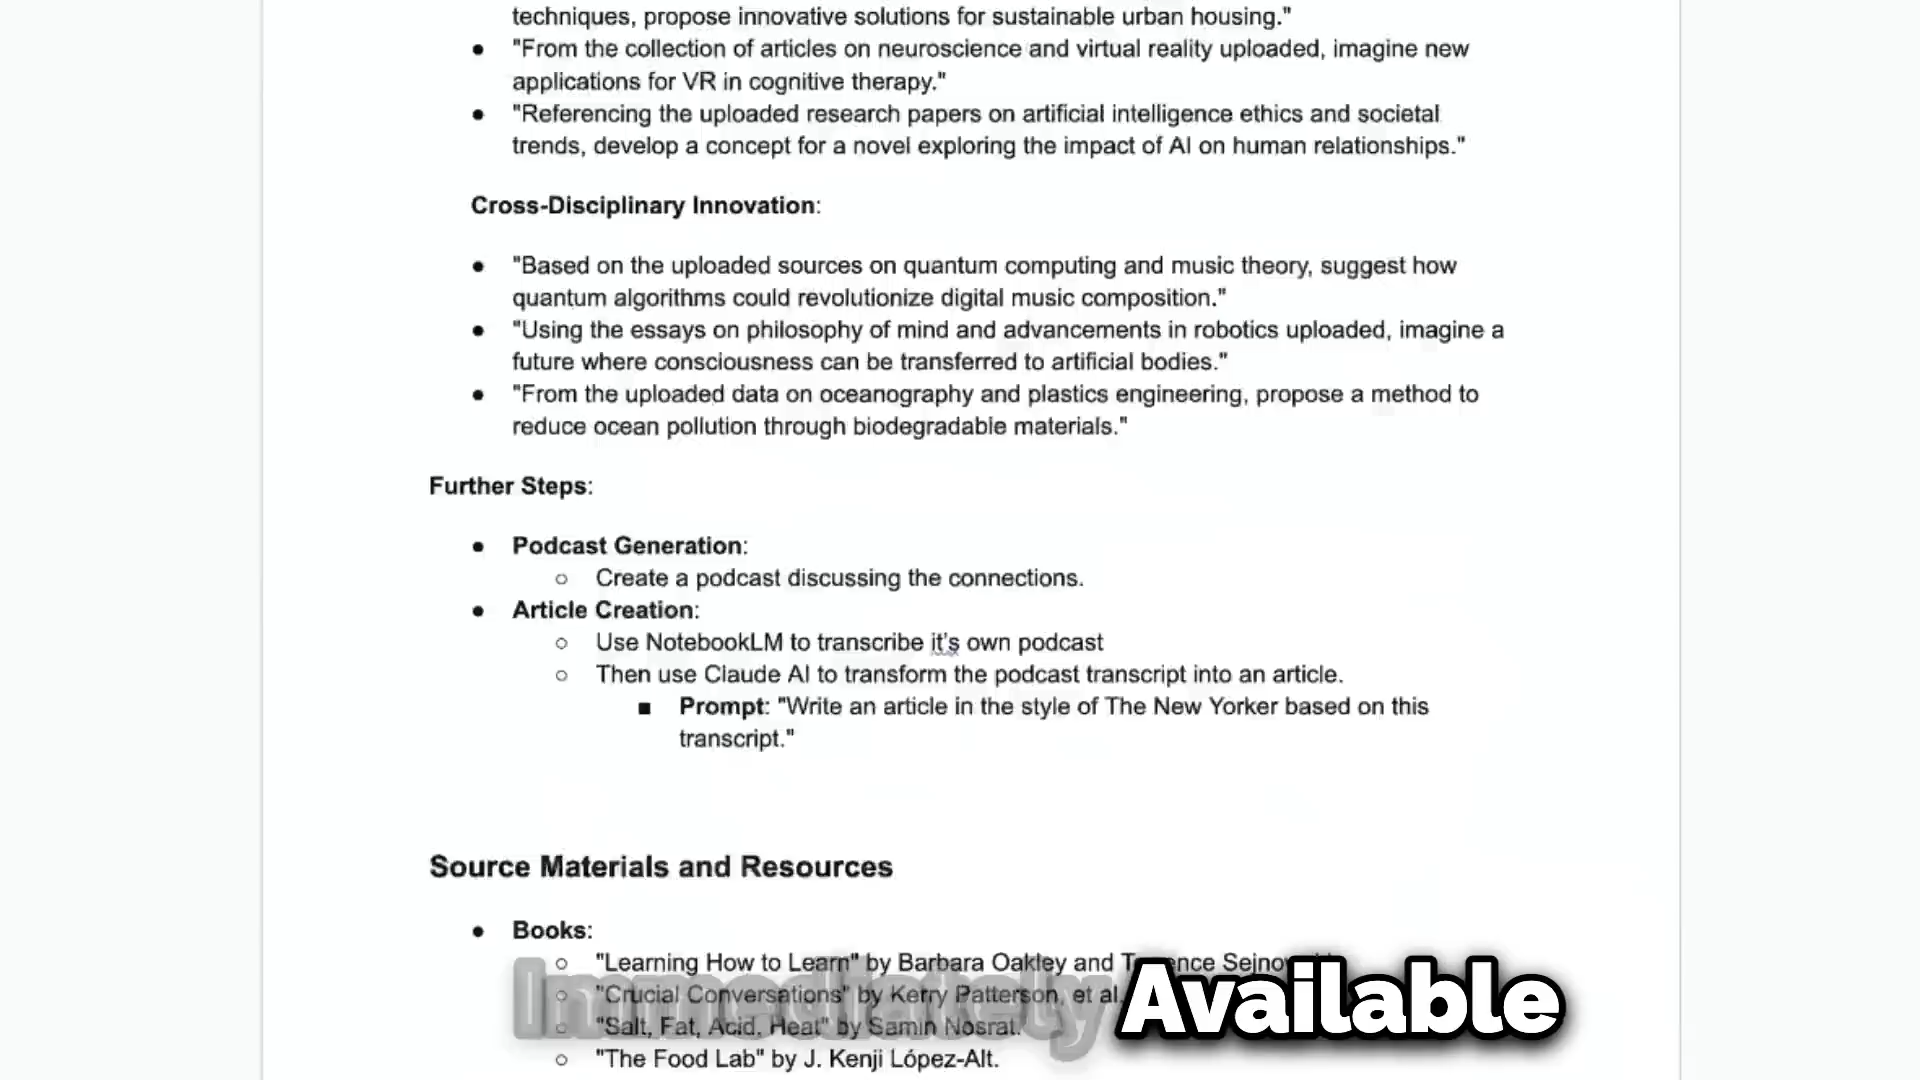 techniques, propose innovative solutions for sustainable urban housing."
● "From the collection of articles on neuroscience and virtual reality uploaded, imagine new
applications for VR in cognitive therapy."
● "Referencing the uploaded research papers on artificial intelligence ethics and societal
trends, develop a concept for a novel exploring the impact of AI on human relationships."
Cross-Disciplinary Innovation:
● "Based on the uploaded sources on quantum computing and music theory, suggest how
quantum algorithms could revolutionize digital music composition."
● "Using the essays on philosophy of mind and advancements in robotics uploaded, imagine a
future where consciousness can be transferred to artificial bodies."
● "From the uploaded data on oceanography and plastics engineering, propose a method to
reduce ocean pollution through biodegradable materials."
Further Steps:
● Podcast Generation:
○ Create a podcast discussing the connections.
● Article Creation:
○ Use NotebookLM to transcribe it's own podcast
○ Then use Claude AI to transform the podcast transcript into an article.
■ Prompt: "Write an article in the style of The New Yorker based on this
transcript."
Source Materials and Resources
● Books:
○ "Learning How to Learn" by Barbara Oakley and
○ "Crucial Conversations" by Kerry Patterson, et al.
○ "Salt, Fat, Acid, Heat" by Samin Nosrat.
○ "The Food Lab" by J. Kenji López-Alt.
Immediately Available